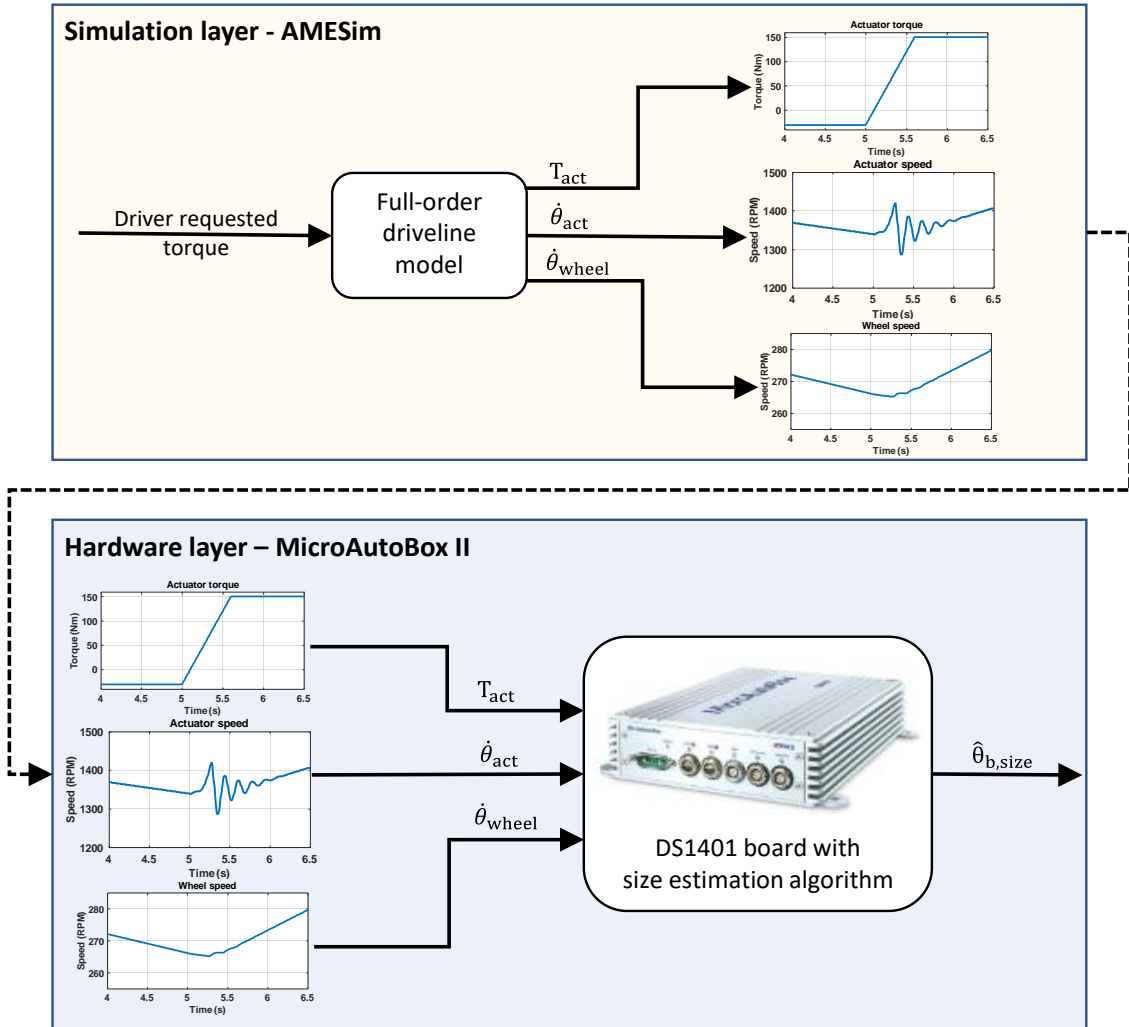 Simulation layer - AMESim
Driver requested
torque
Full-order
driveline
model
T_act
θ̇_act
θ̇_wheel
Actuator torque
Torque (Nm)
150
100
50
0
4 4.5 5 5.5 6 6.5
Time (s)
Actuator speed
Speed (RPM)
1500
1400
1300
1200
4 4.5 5 5.5 6 6.5
Time (s)
Wheel speed
Speed (RPM)
280
270
260
4 4.5 5 5.5 6 6.5
Time (s)
Hardware layer – MicroAutoBox II
Actuator torque
Torque (Nm)
150
100
50
0
4 4.5 5 5.5 6 6.5
Time (s)
Actuator speed
Speed (RPM)
1500
1400
1300
1200
4 4.5 5 5.5 6 6.5
Time (s)
Wheel speed
Speed (RPM)
280
270
260
4 4.5 5 5.5 6 6.5
Time (s)
T_act
θ̇_act
θ̇_wheel
MicroAutoBox
DS1401 board with
size estimation algorithm
θ̂_b,size